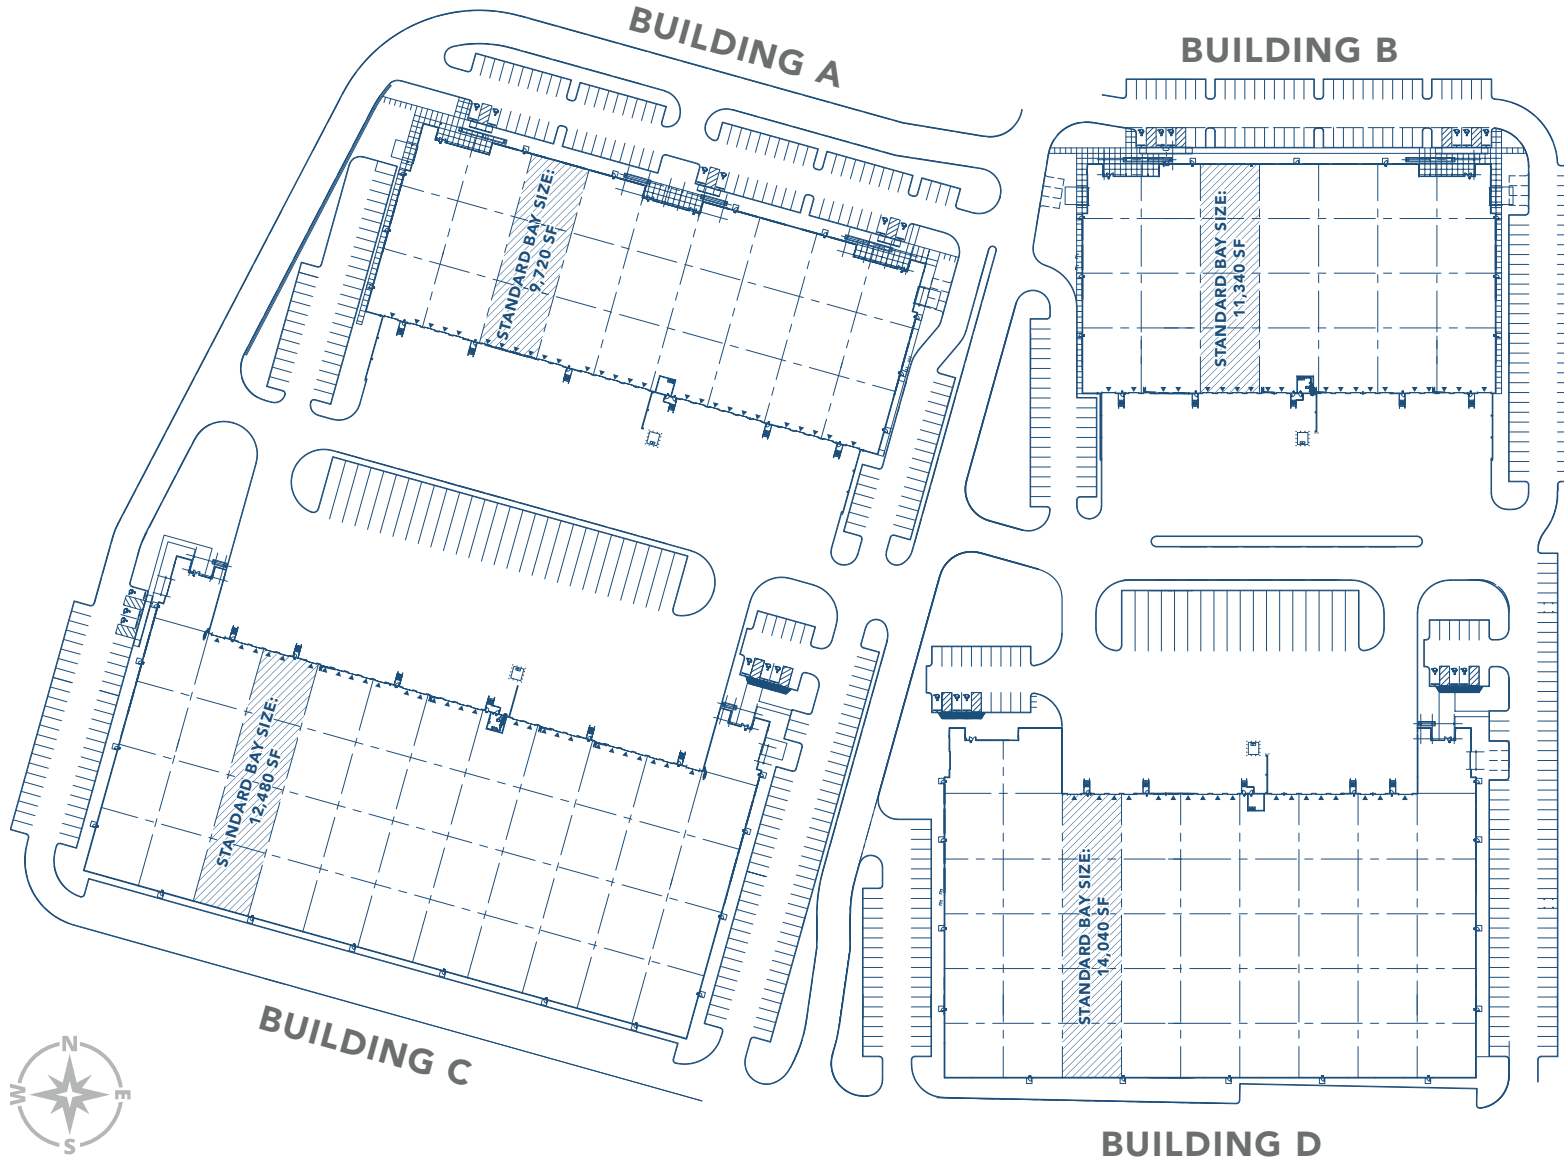 BUILDING A
BUILDING B
STANDARD BAY SIZE:
9,720 SF
STANDARD BAY SIZE:
11,340 SF
STANDARD BAY SIZE:
12,480 SF
STANDARD BAY SIZE:
14,040 SF
BUILDING C
BUILDING D
N
W
E
S